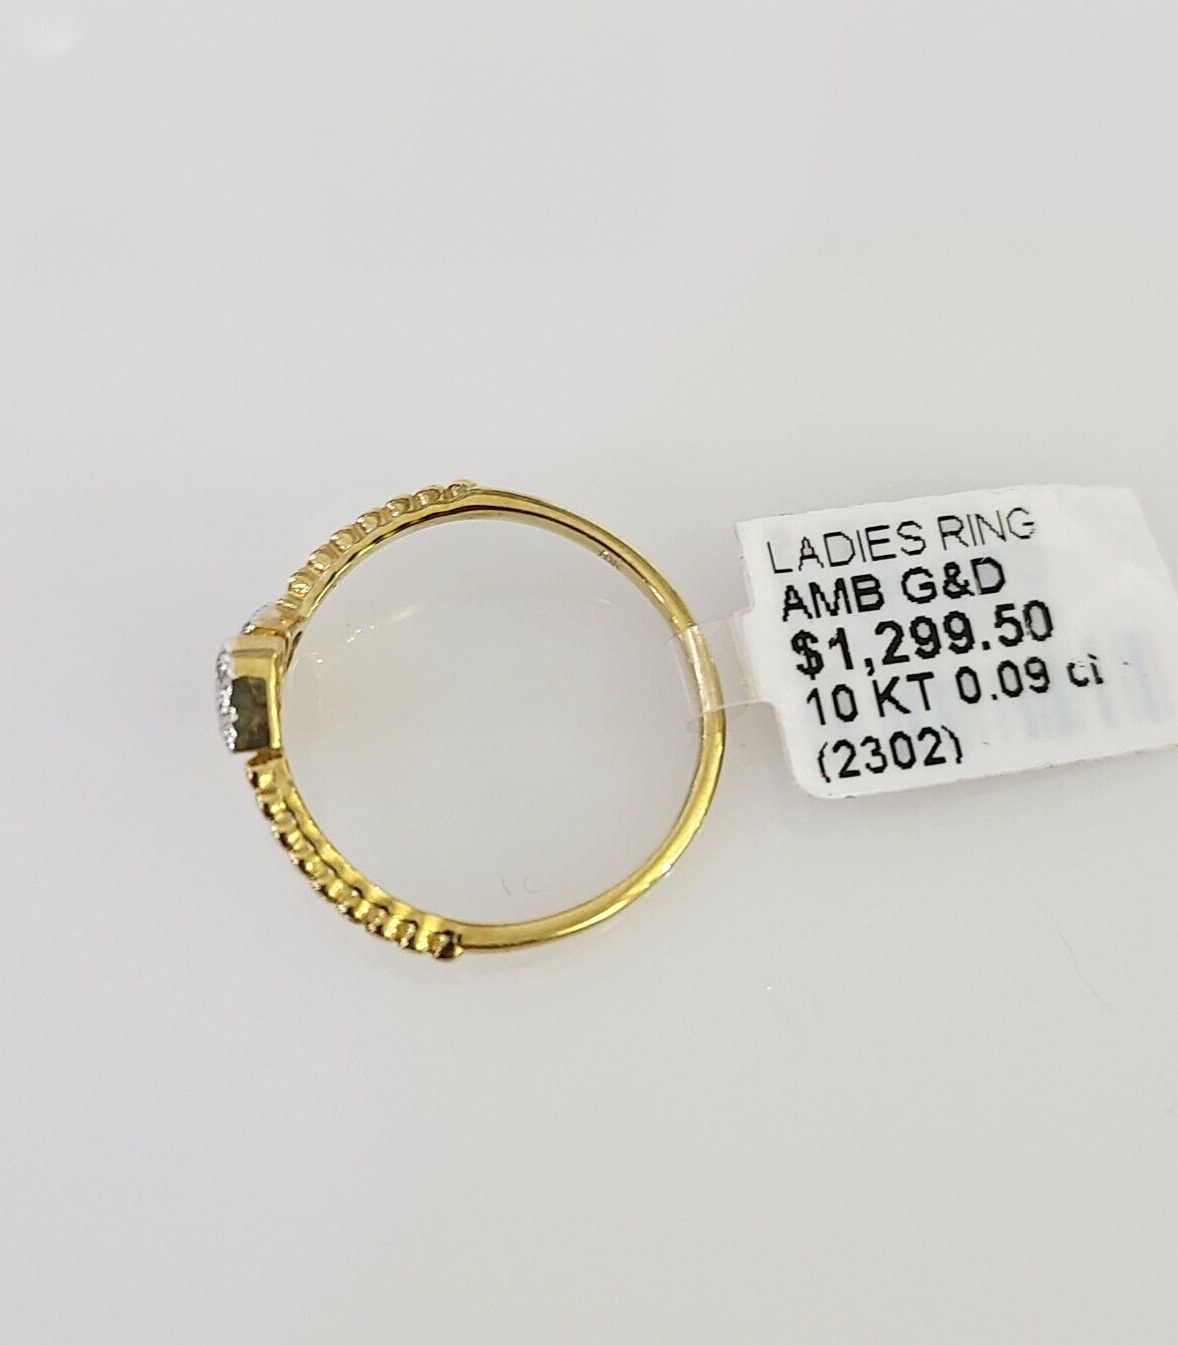 LADIES RING
AMB G&D
$1,299.50
10 KT 0.09 ct
(2302)